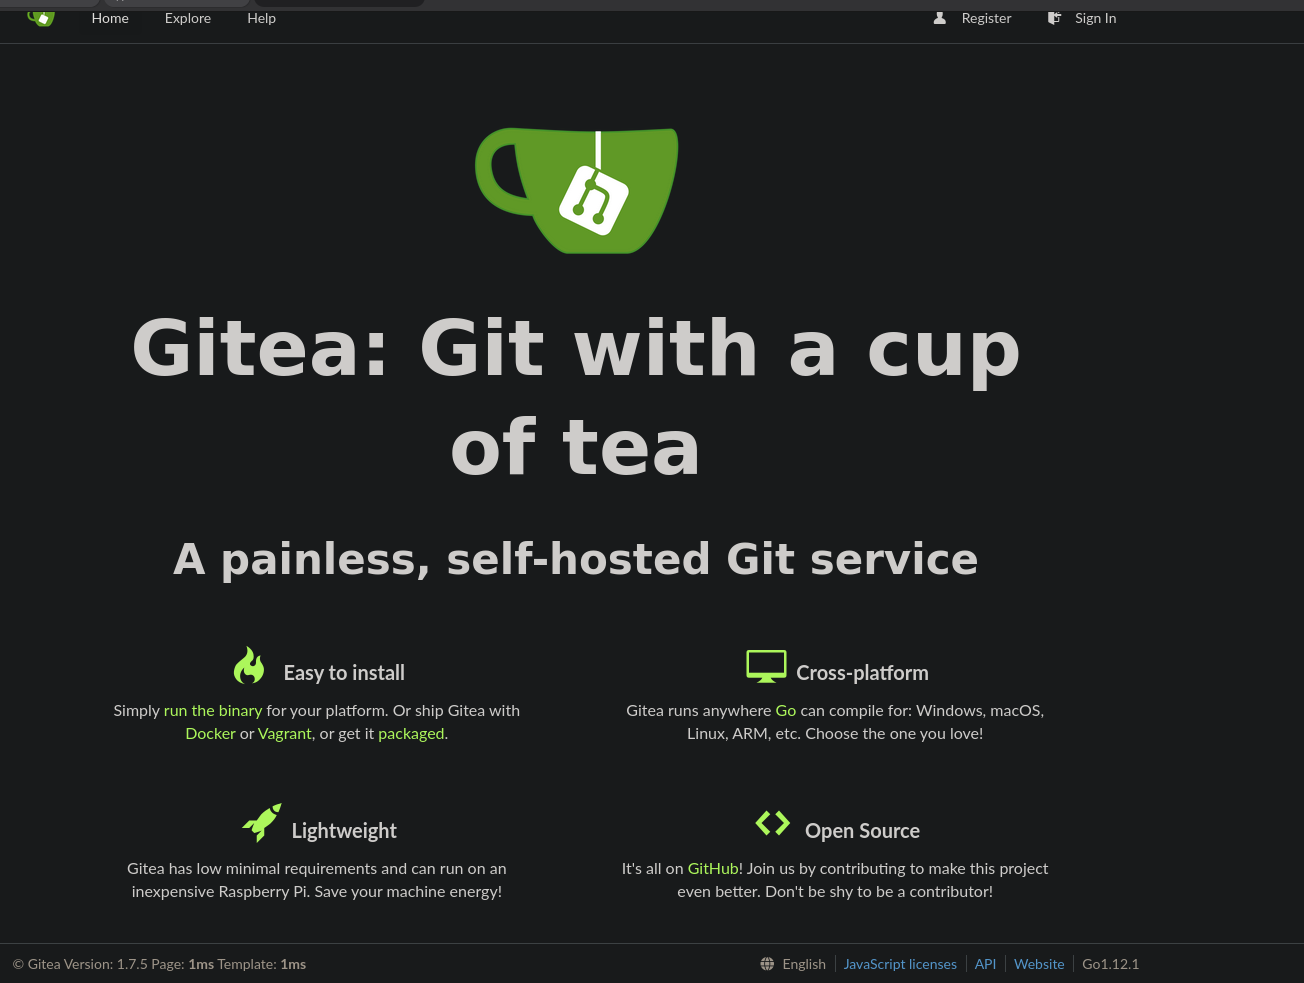 Home Explore Help Register Sign In
Gitea: Git with a cup
of tea
A painless, self-hosted Git service
Easy to install
Simply run the binary for your platform. Or ship Gitea with
Docker or Vagrant, or get it packaged.
Cross-platform
Gitea runs anywhere Go can compile for: Windows, macOS,
Linux, ARM, etc. Choose the one you love!
Lightweight
Gitea has low minimal requirements and can run on an
inexpensive Raspberry Pi. Save your machine energy!
Open Source
It's all on GitHub! Join us by contributing to make this project
even better. Don't be shy to be a contributor!
© Gitea Version: 1.7.5 Page: 1ms Template: 1ms English JavaScript licenses API Website Go1.12.1